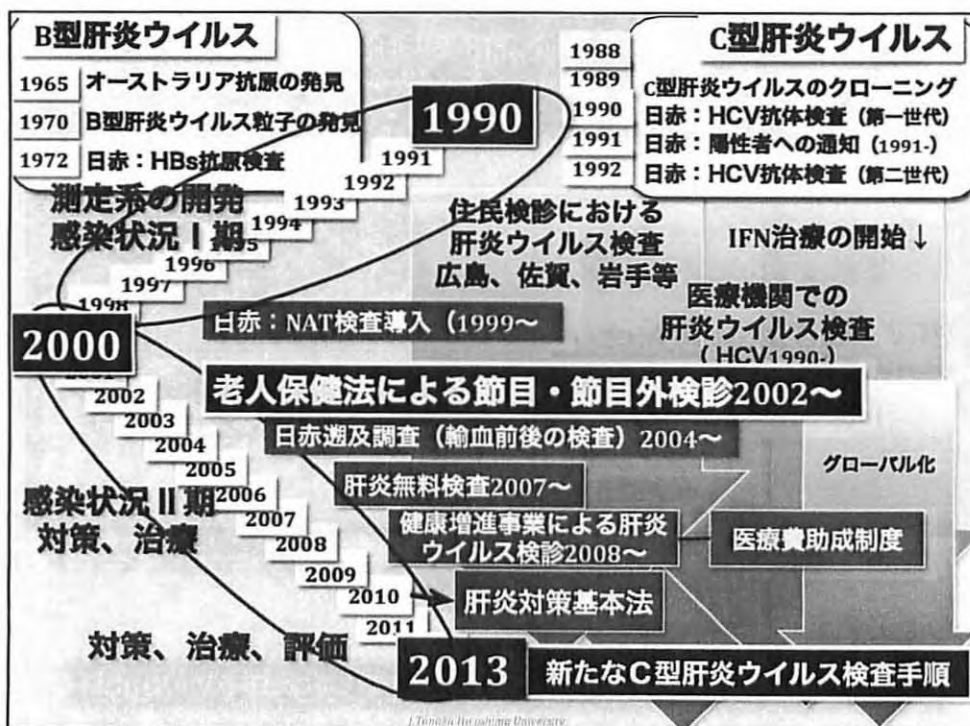 B型肝炎ウイルス
1965 オーストラリア抗原の発見
1970 B型肝炎ウイルス粒子の発見
1972 日赤：HBs抗原検査
C型肝炎ウイルス
1988
1989 C型肝炎ウイルスのクローニング
1990 日赤：HCV抗体検査（第一世代）
1991 日赤：陽性者への通知（1991-）
1992 日赤：HCV抗体検査（第二世代）
1990
1991
1992
1993
1994
1996
1997
1998
測定系の開発
感染状況Ⅰ期
住民検診における
肝炎ウイルス検査
広島、佐賀、岩手等
IFN治療の開始↓
医療機関での
肝炎ウイルス検査
（HCV1990-）
日赤：NAT検査導入（1999～
2000
老人保健法による節目・節目外検診2002～
2002
2003
2004
2005
2006
2007
2008
2009
2010
2011
日赤遡及調査（輸血前後の検査）2004～
グローバル化
肝炎無料検査2007～
感染状況Ⅱ期
対策、治療
健康増進事業による肝炎
ウイルス検診2008～
医療費助成制度
肝炎対策基本法
対策、治療、評価
2013
新たなC型肝炎ウイルス検査手順
J.Tanaka Hiroshima University